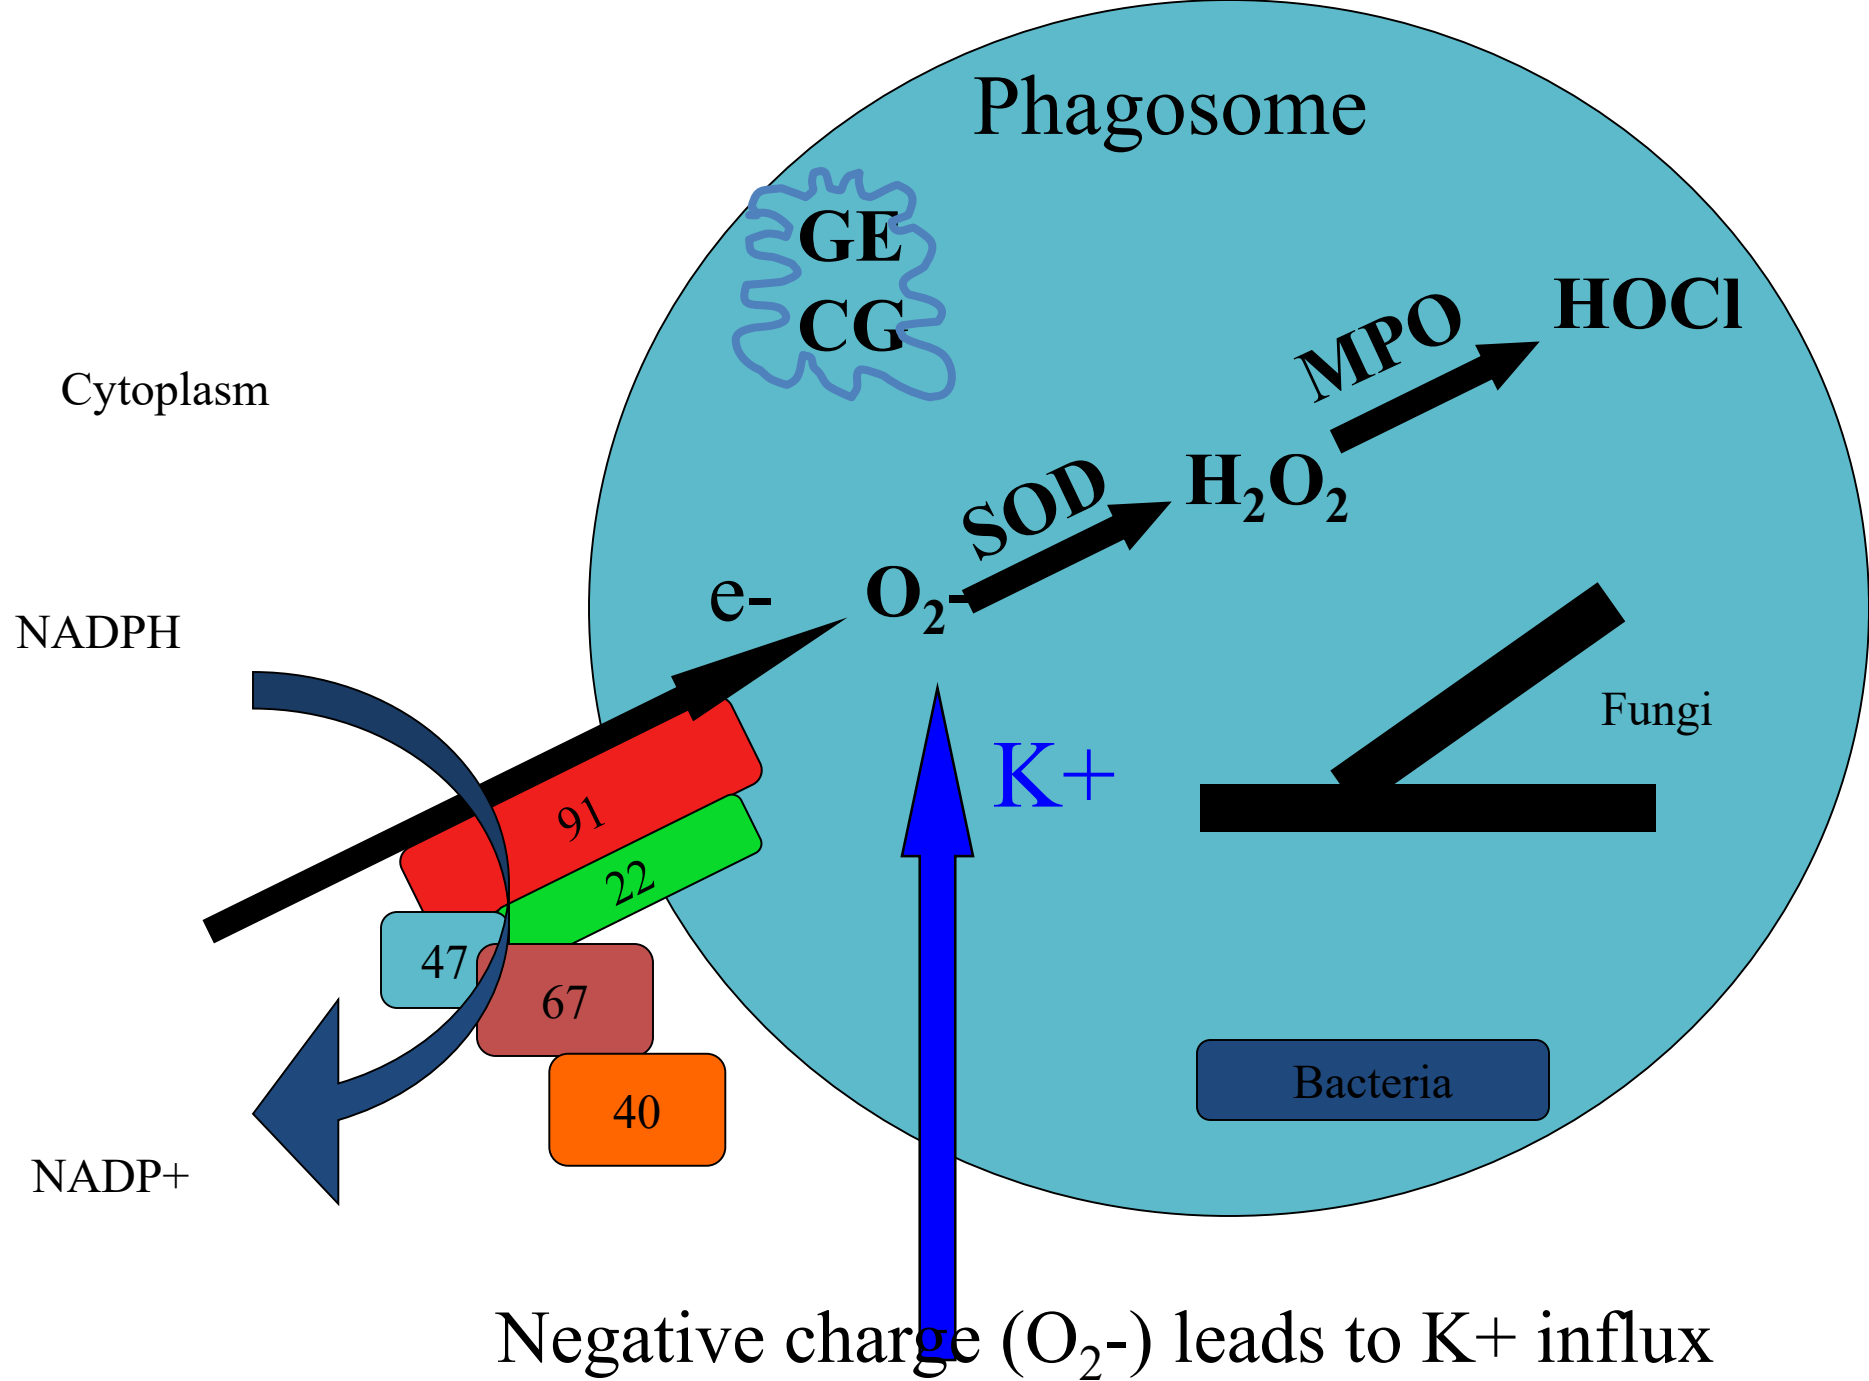 Phagosome
GE
CG
HOCl
MPO
Cytoplasm
SOD
H₂O₂
e-
O₂-
NADPH
Fungi
K+
91
22
47
67
40
Bacteria
NADP+
Negative charge (O₂-) leads to K+ influx